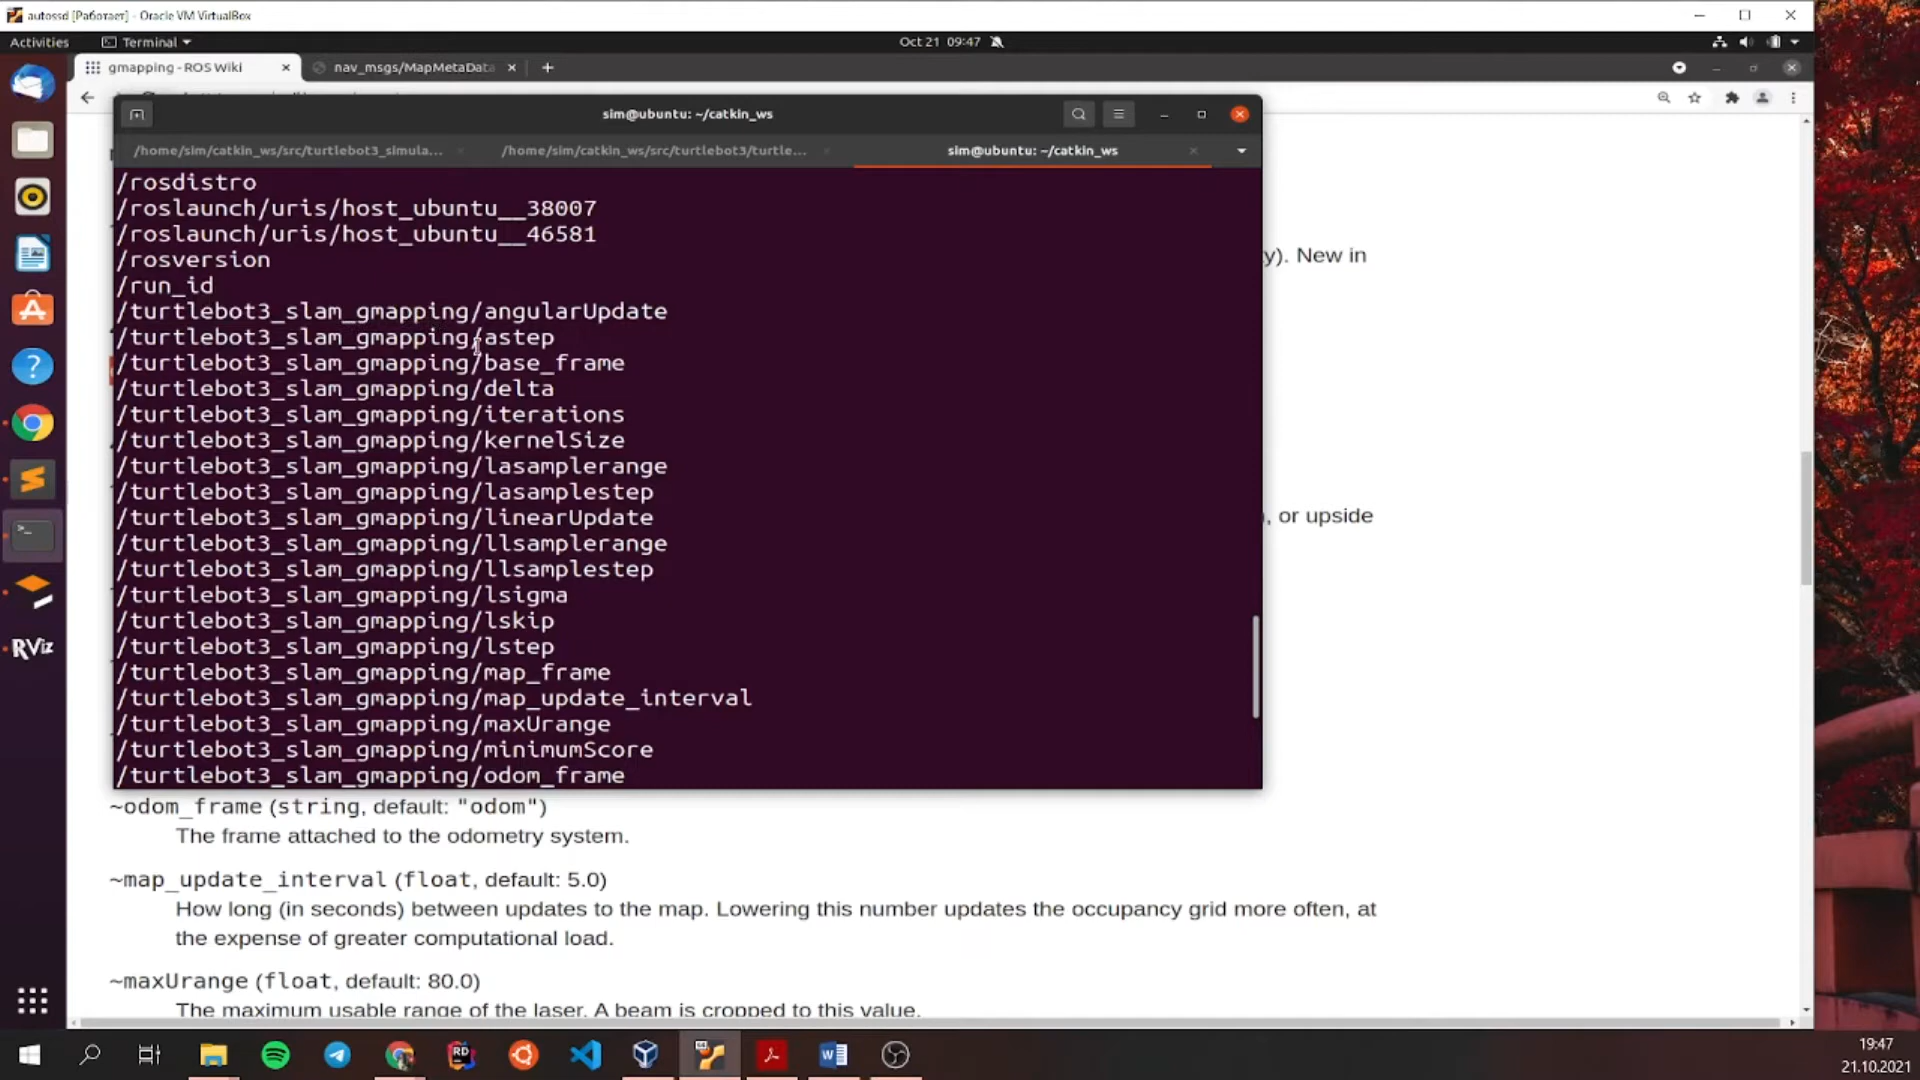 autossd [Работает] - Oracle VM VirtualBox
Activities
Terminal
Oct 21 09:47
gmapping - ROS Wiki
nav_msgs/MapMetaData
sim@ubuntu: ~/catkin_ws
/home/sim/catkin_ws/src/turtlebot3_simula...
/home/sim/catkin_ws/src/turtlebot3/turtle...
sim@ubuntu: ~/catkin_ws
/rosdistro
/roslaunch/uris/host_ubuntu__38007
/roslaunch/uris/host_ubuntu__46581
/rosversion
/run_id
/turtlebot3_slam_gmapping/angularUpdate
/turtlebot3_slam_gmapping/astep
/turtlebot3_slam_gmapping/base_frame
/turtlebot3_slam_gmapping/delta
/turtlebot3_slam_gmapping/iterations
/turtlebot3_slam_gmapping/kernelSize
/turtlebot3_slam_gmapping/lasamplerange
/turtlebot3_slam_gmapping/lasamplestep
/turtlebot3_slam_gmapping/linearUpdate
/turtlebot3_slam_gmapping/llsamplerange
/turtlebot3_slam_gmapping/llsamplestep
/turtlebot3_slam_gmapping/lsigma
/turtlebot3_slam_gmapping/lskip
/turtlebot3_slam_gmapping/lstep
/turtlebot3_slam_gmapping/map_frame
/turtlebot3_slam_gmapping/map_update_interval
/turtlebot3_slam_gmapping/maxUrange
/turtlebot3_slam_gmapping/minimumScore
/turtlebot3_slam_gmapping/odom_frame
y). New in
, or upside
~odom_frame (string, default: "odom")
The frame attached to the odometry system.
~map_update_interval (float, default: 5.0)
How long (in seconds) between updates to the map. Lowering this number updates the occupancy grid more often, at
the expense of greater computational load.
~maxUrange (float, default: 80.0)
The maximum usable range of the laser. A beam is cropped to this value.
RViz
RD
19:47
21.10.2021